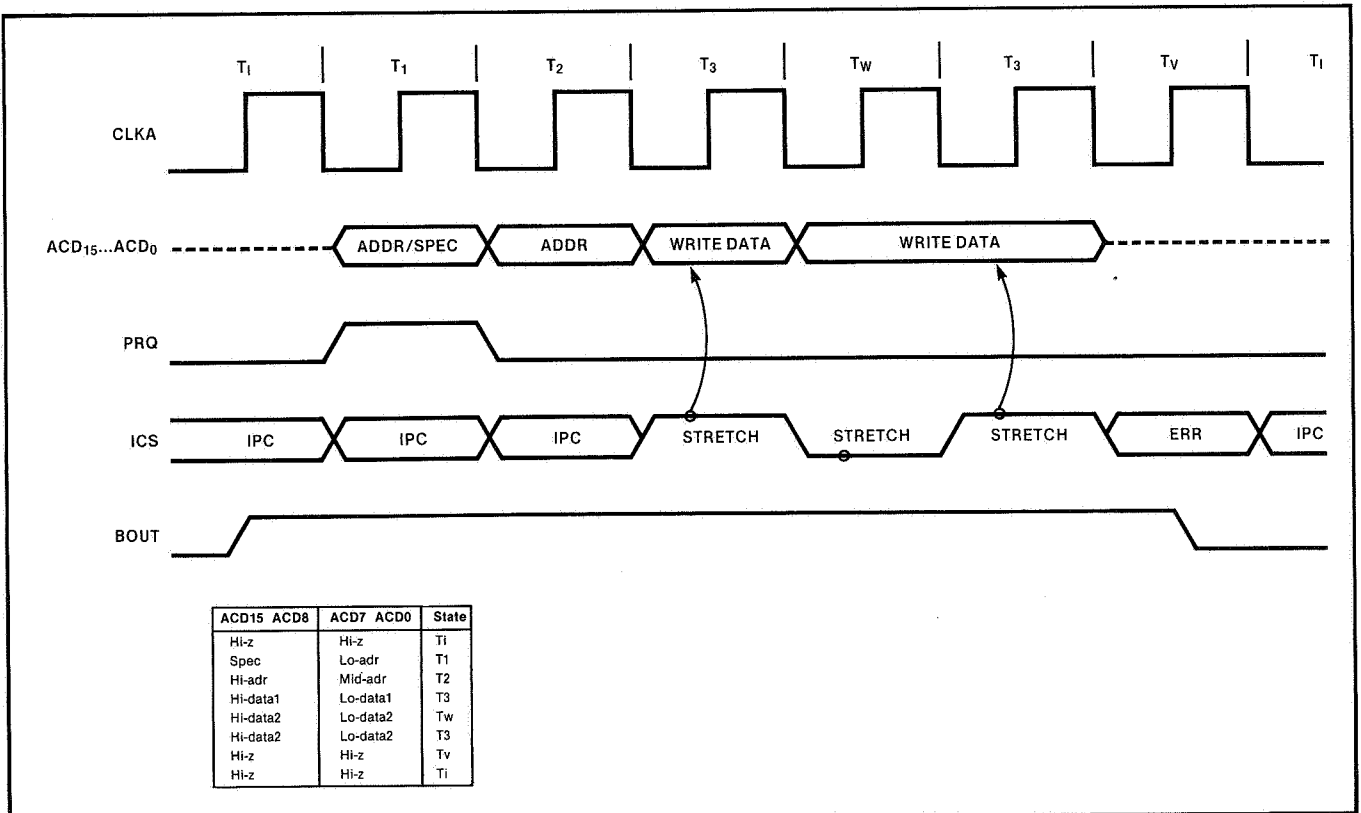 TI T1 T2 T3 TW T3 TV TI
CLKA
ACD15...ACD0 ADDR/SPEC ADDR WRITE DATA WRITE DATA
PRQ
ICS IPC IPC IPC STRETCH STRETCH STRETCH ERR IPC
BOUT
ACD15 ACD8 ACD7 ACD0 State
Hi-z Hi-z Ti
Spec Lo-adr T1
Hi-adr Mid-adr T2
Hi-data1 Lo-data1 T3
Hi-data2 Lo-data2 Tw
Hi-data2 Lo-data2 T3
Hi-z Hi-z Tv
Hi-z Hi-z Ti